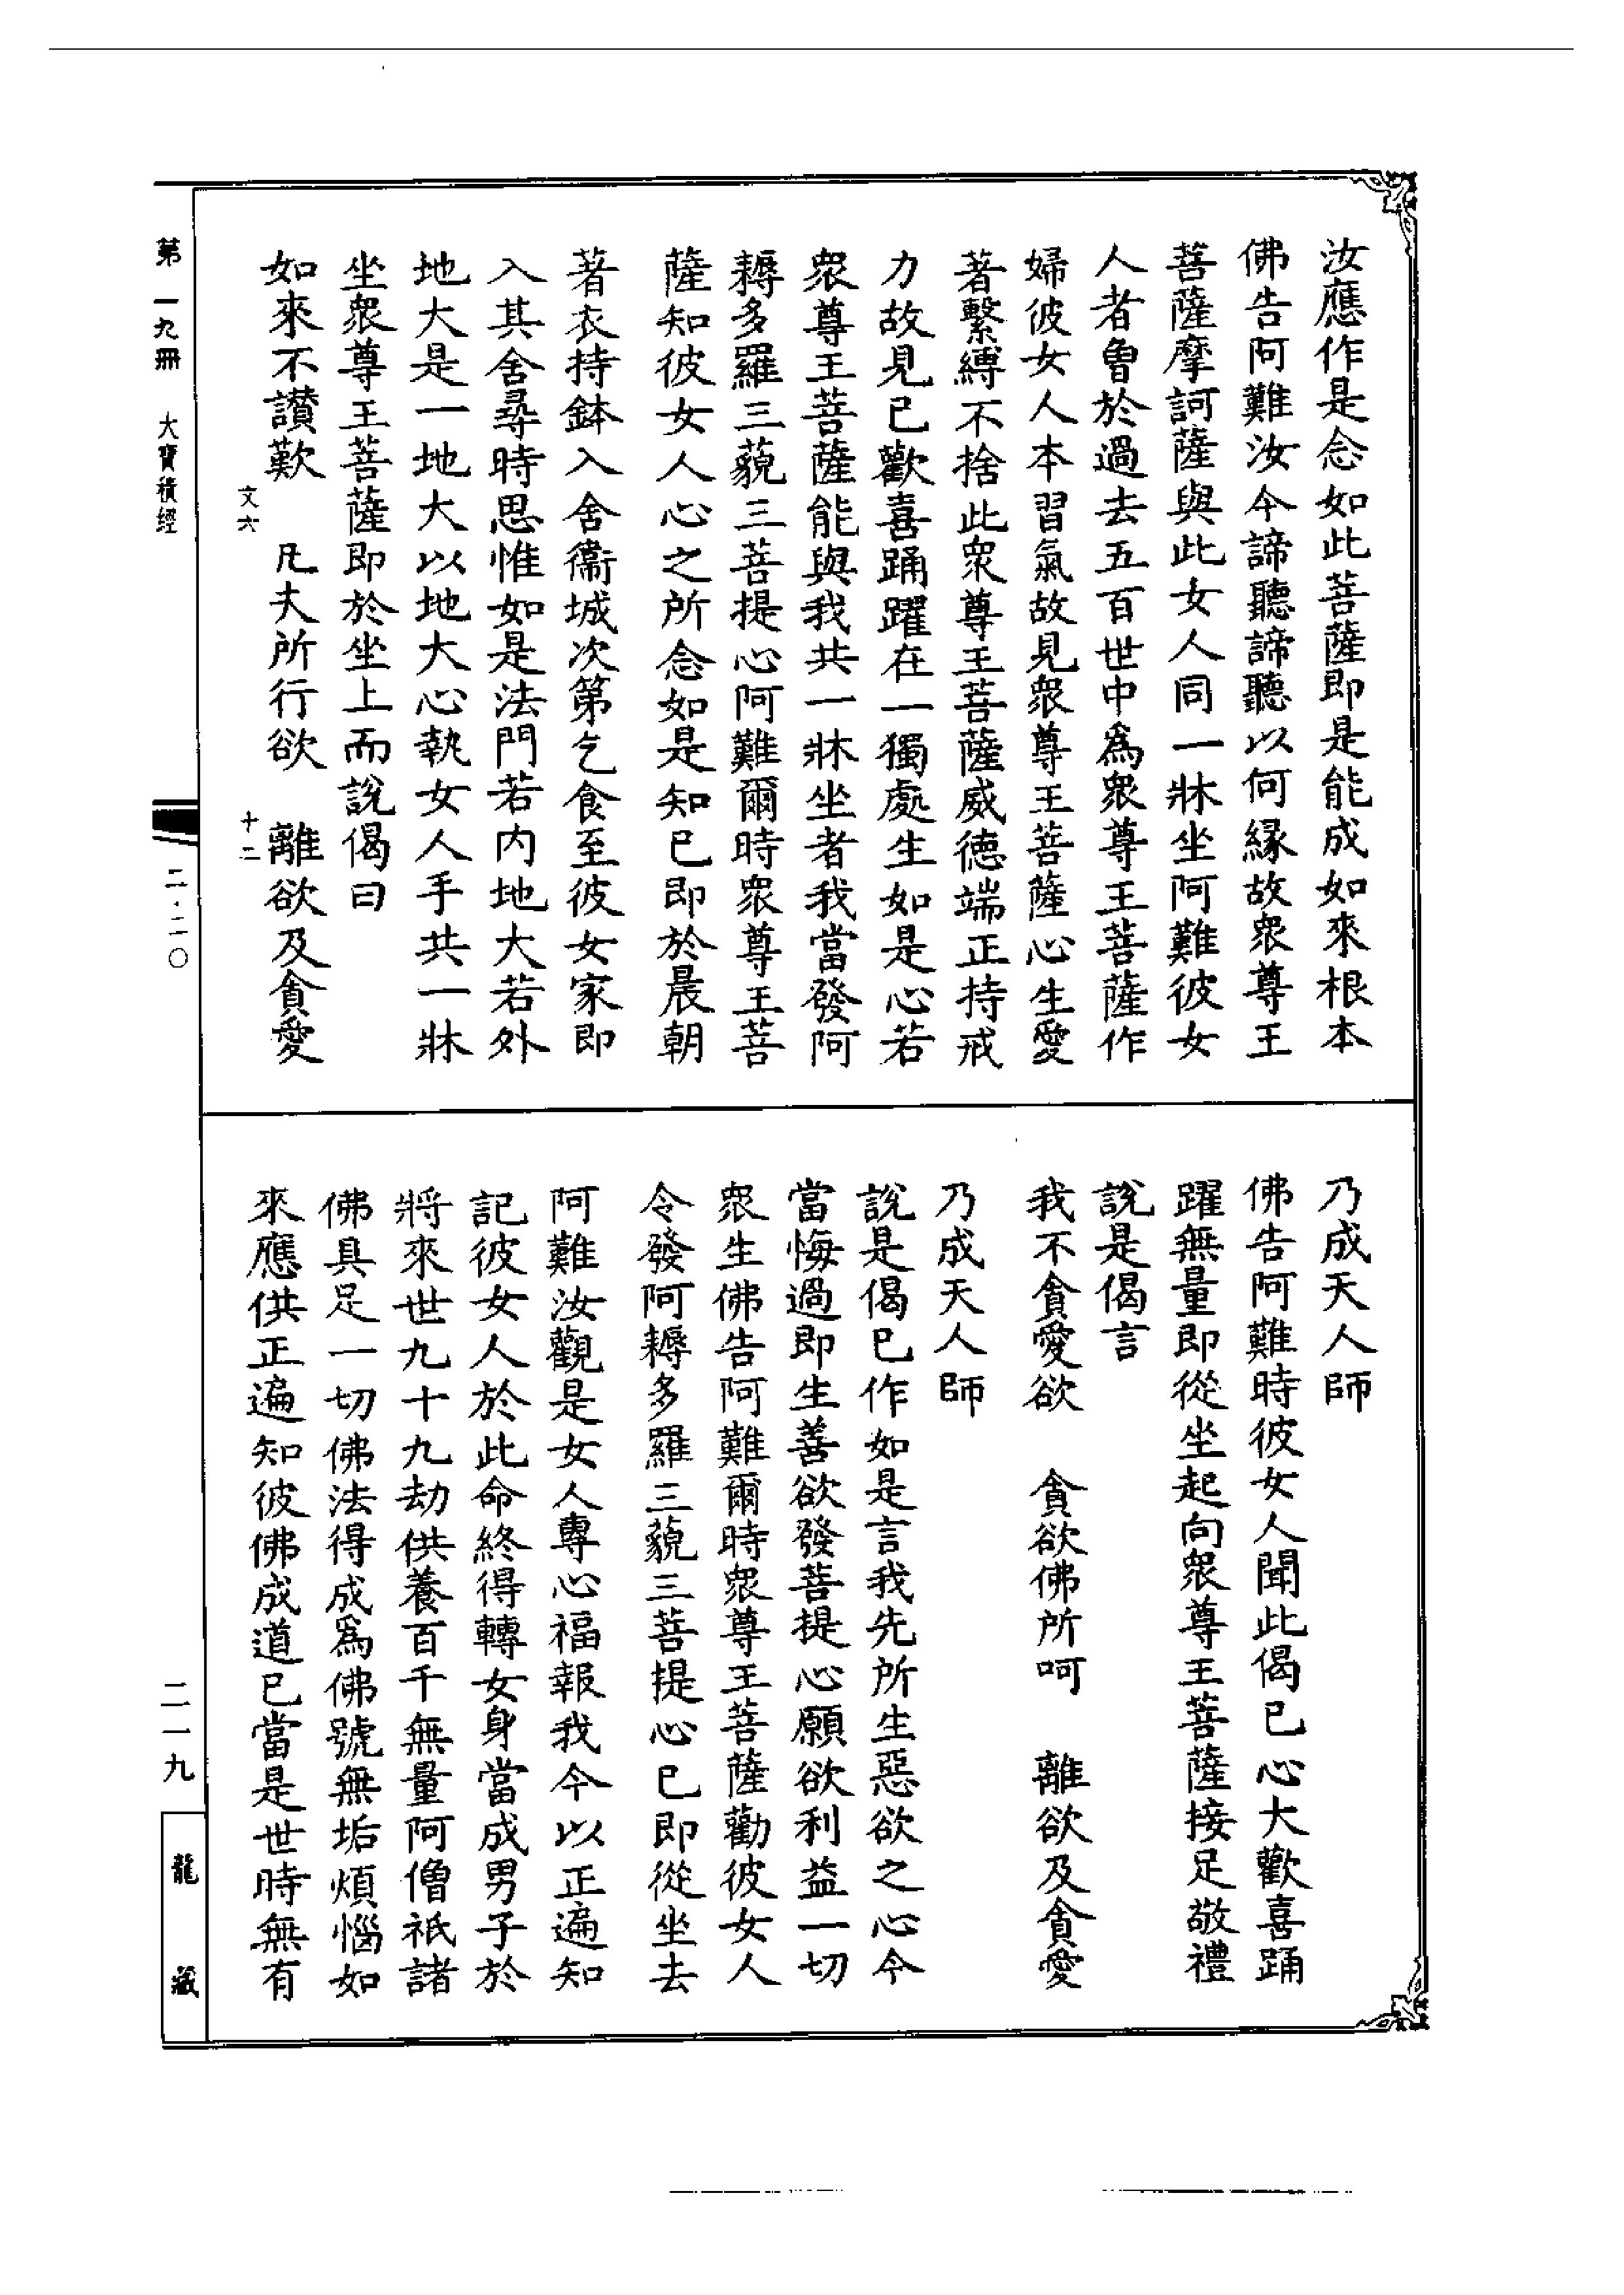 汝應作是念如此菩薩即是能成如來根本
佛告阿難汝今諦聽諦聽以何緣故眾尊王
菩薩摩訶薩與此女人同一牀坐阿難彼女
人者曾於過去五百世中為眾尊王菩薩作
婦彼女人本習氣故見眾尊王菩薩心生愛
著繫縛不捨此眾尊王菩薩威德端正持戒
力故見已歡喜踊躍在一獨處生如是心若
眾尊王菩薩能與我共一牀坐者我當發阿
耨多羅三藐三菩提心阿難爾時眾尊王菩
薩知彼女人心之所念如是知已即於晨朝
著衣持鉢入舍衞城次第乞食至彼女家即
入其舍尋時思惟如是法門若內地大若外
地大是一地大以地大心執女人手共一牀
坐眾尊王菩薩即於坐上而說偈曰
如來不讚歎　凡夫所行欲　離欲及貪愛
文六　十二
乃成天人師
佛告阿難時彼女人聞此偈已心大歡喜踊
躍無量即從坐起向眾尊王菩薩接足敬禮
說是偈言
我不貪愛欲　貪欲佛所呵　離欲及貪愛
乃成天人師
說是偈已作如是言我先所生惡欲之心今
當悔過即生善欲發菩提心願欲利益一切
眾生佛告阿難爾時眾尊王菩薩勸彼女人
令發阿耨多羅三藐三菩提心已即從坐去
阿難汝觀是女人專心福報我今以正遍知
記彼女人於此命終得轉女身當成男子於
將來世九十九劫供養百千無量阿僧祇諸
佛具足一切佛法得成為佛號無垢煩惱如
來應供正遍知彼佛成道已當是世時無有
第一九冊　大寶積經
二·二〇
二一九
龍藏